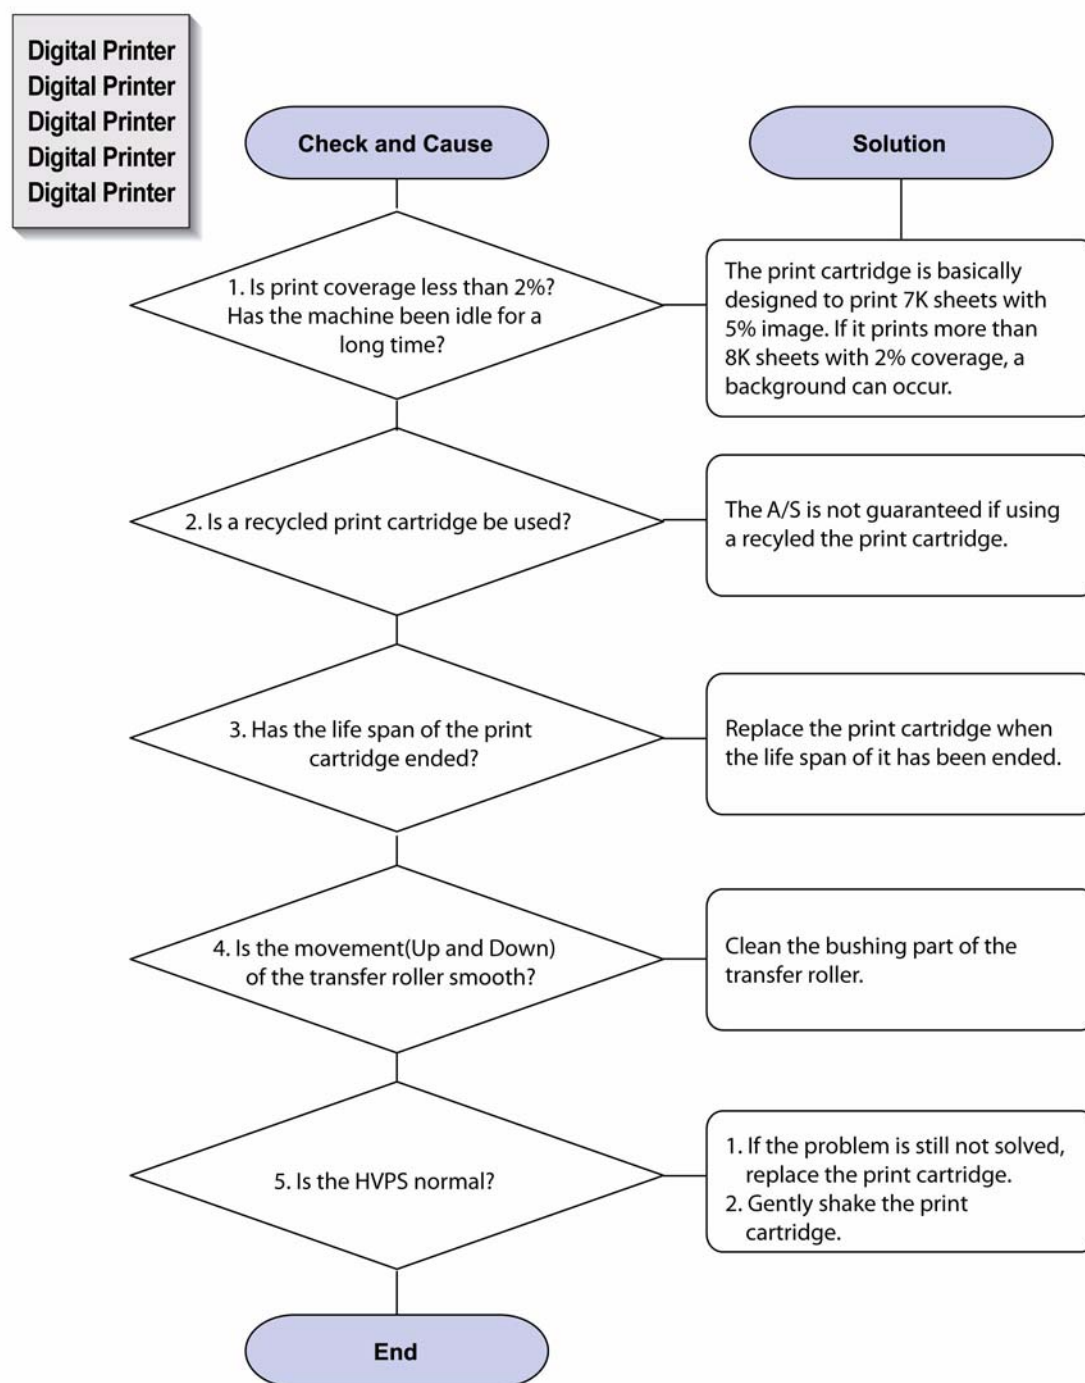 Digital Printer
Digital Printer
Digital Printer
Digital Printer
Digital Printer
Check and Cause
Solution
1. Is print coverage less than 2%?
Has the machine been idle for a
long time?
The print cartridge is basically
designed to print 7K sheets with
5% image. If it prints more than
8K sheets with 2% coverage, a
background can occur.
2. Is a recycled print cartridge be used?
The A/S is not guaranteed if using
a recyled the print cartridge.
3. Has the life span of the print
cartridge ended?
Replace the print cartridge when
the life span of it has been ended.
4. Is the movement(Up and Down)
of the transfer roller smooth?
Clean the bushing part of the
transfer roller.
5. Is the HVPS normal?
1. If the problem is still not solved,
replace the print cartridge.
2. Gently shake the print
cartridge.
End